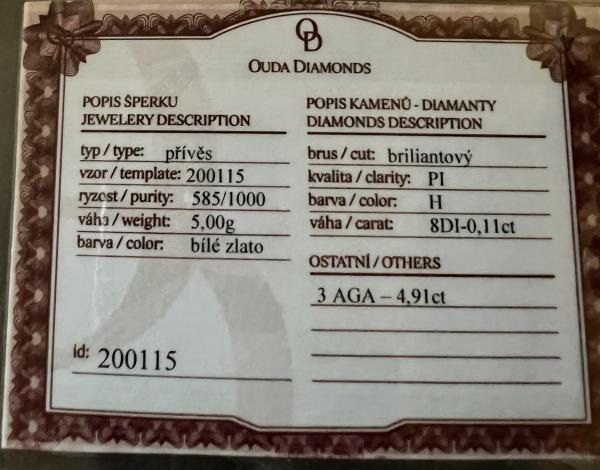 OD
OUDA DIAMONDS
POPIS ŠPERKU
JEWELERY DESCRIPTION
typ / type: přívěs
vzor / template: 200115
ryzost / purity: 585/1000
váha / weight: 5,00g
barva / color: bílé zlato
id: 200115
POPIS KAMENŮ - DIAMANTY
DIAMONDS DESCRIPTION
brus / cut: briliantový
kvalita / clarity: PI
barva / color: H
váha / carat: 8DI-0,11ct
OSTATNÍ / OTHERS
3 AGA – 4,91ct